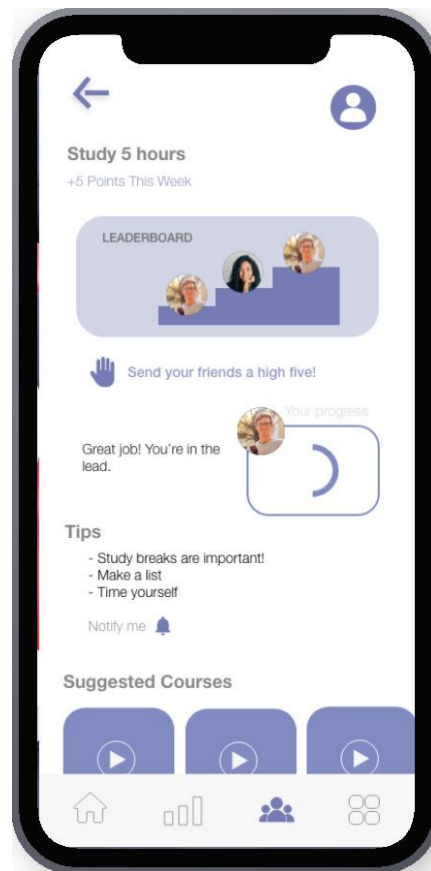 Study 5 hours
+5 Points This Week
LEADERBOARD
Send your friends a high five!
Your progress
Great job! You're in the
lead.
Tips
- Study breaks are important!
- Make a list
- Time yourself
Notify me
Suggested Courses